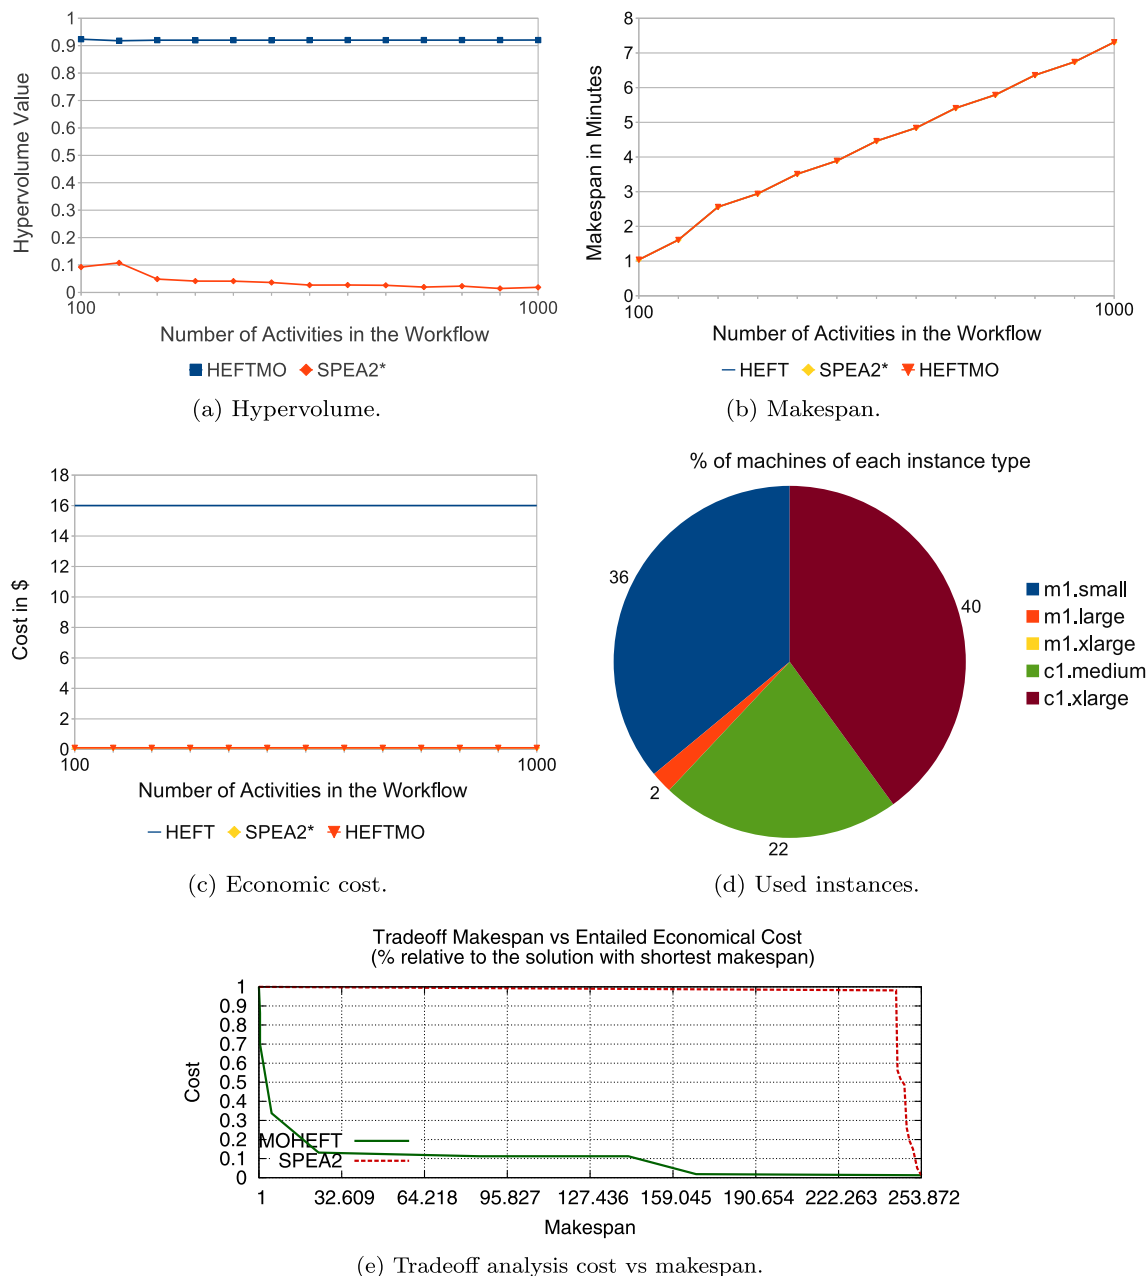 1
0.9
0.8
0.7
0.6
0.5
0.4
0.3
0.2
0.1
0
Hypervolume Value
100
1000
Number of Activities in the Workflow
HEFTMO SPEA2*
(a) Hypervolume.
8
7
6
5
4
3
2
1
0
Makespan in Minutes
100
1000
Number of Activities in the Workflow
HEFT SPEA2* HEFTMO
(b) Makespan.
18
16
14
12
10
8
6
4
2
0
Cost in $
100
1000
Number of Activities in the Workflow
HEFT SPEA2* HEFTMO
(c) Economic cost.
% of machines of each instance type
36
40
2
22
m1.small
m1.large
m1.xlarge
c1.medium
c1.xlarge
(d) Used instances.
Tradeoff Makespan vs Entailed Economical Cost
(% relative to the solution with shortest makespan)
1
0.9
0.8
0.7
0.6
0.5
0.4
0.3
0.2
0.1
0
Cost
MOHEFT
SPEA2
1 32.609 64.218 95.827 127.436 159.045 190.654 222.263 253.872
Makespan
(e) Tradeoff analysis cost vs makespan.